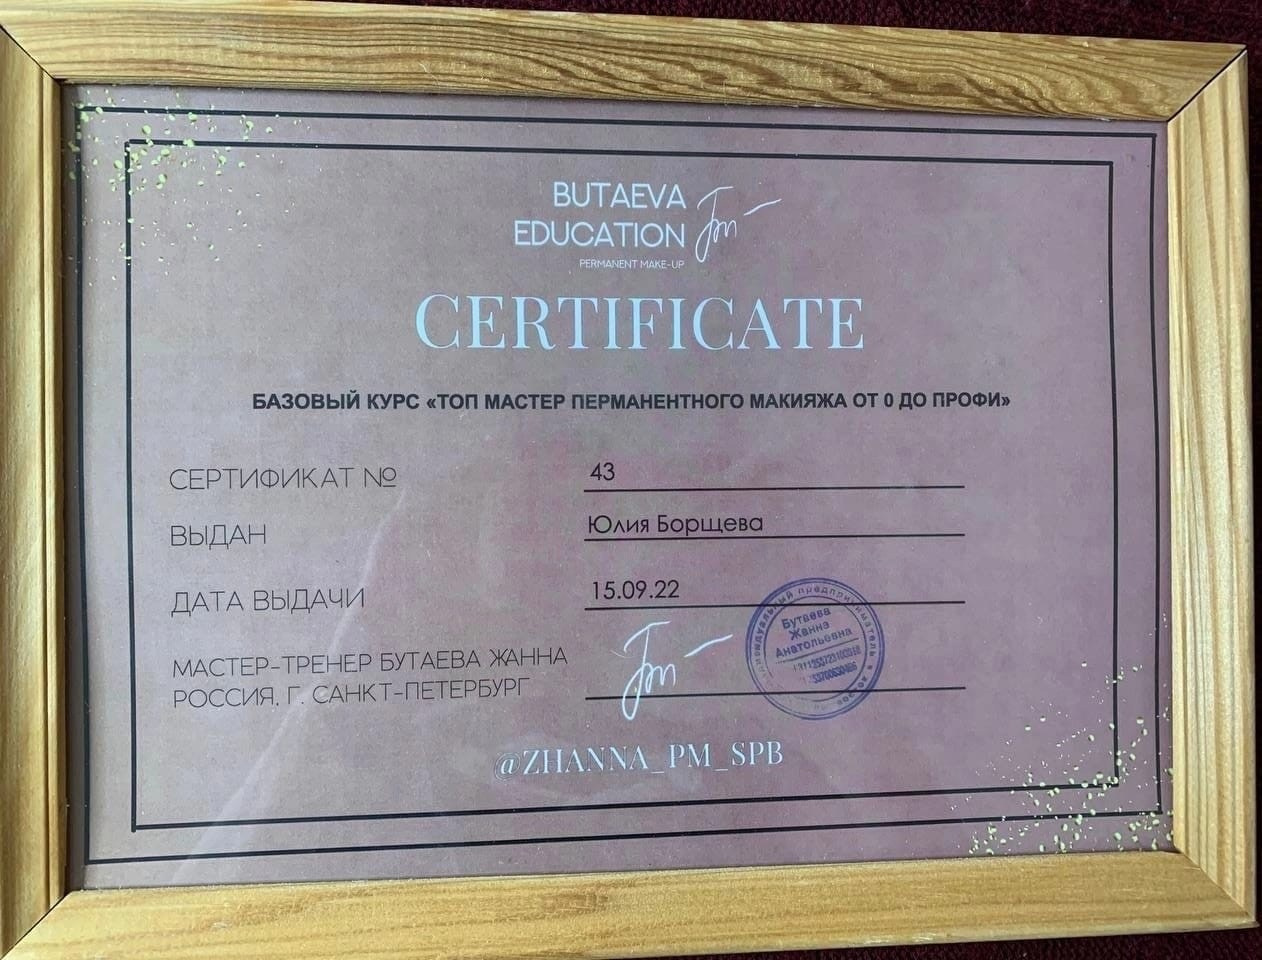 BUTAEVA
EDUCATION
PERMANENT MAKE-UP
CERTIFICATE
БАЗОВЫЙ КУРС «ТОП МАСТЕР ПЕРМАНЕНТНОГО МАКИЯЖА ОТ 0 ДО ПРОФИ»
СЕРТИФИКАТ № 43
ВЫДАН Юлия Борщева
ДАТА ВЫДАЧИ 15.09.22
МАСТЕР-ТРЕНЕР БУТАЕВА ЖАННА
РОССИЯ, Г. САНКТ-ПЕТЕРБУРГ
предприниматель
Бутаева
Жанна
Анатольевна
@ZHANNA_PM_SPB